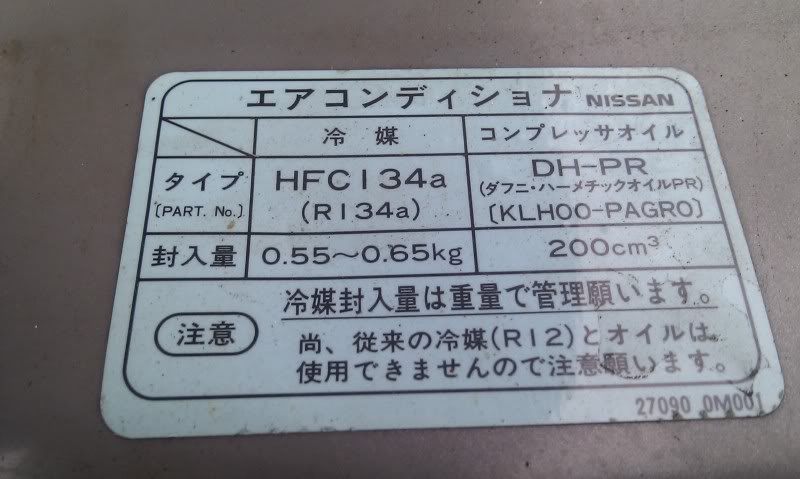 エアコンディショナ NISSAN
冷媒 コンプレッサオイル
タイプ HFC134a DH-PR
(ダフニ・ハーメチックオイルPR)
[PART. No.] (R134a) [KLH00-PAGR0]
封入量 0.55~0.65kg 200cm³
冷媒封入量は重量で管理願います。
注意
尚、従来の冷媒(R12)とオイルは、
使用できませんので注意願います。
27090 0M001